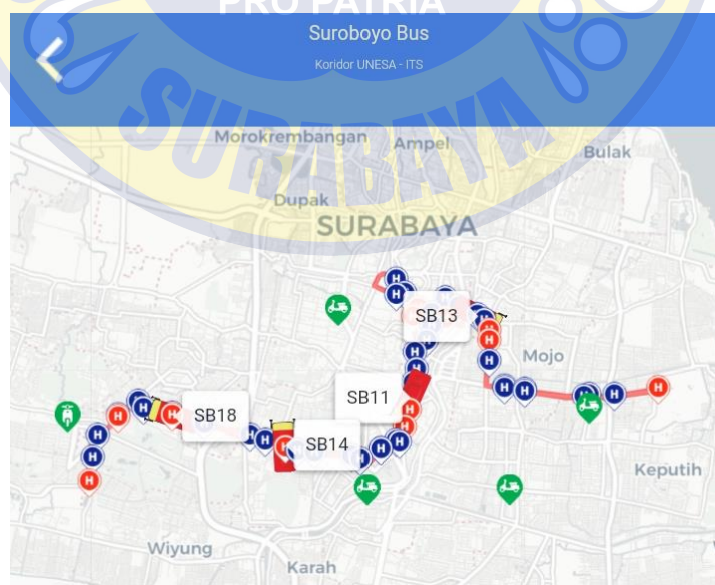 PRO PATRIA
Suroboyo Bus
Koridor UNESA - ITS
SURABAYA
Morokrembangan
Ampel
Bulak
Dupak
SURABAYA
SB13
Mojo
SB11
SB18
SB14
Keputih
Wiyung
Karah